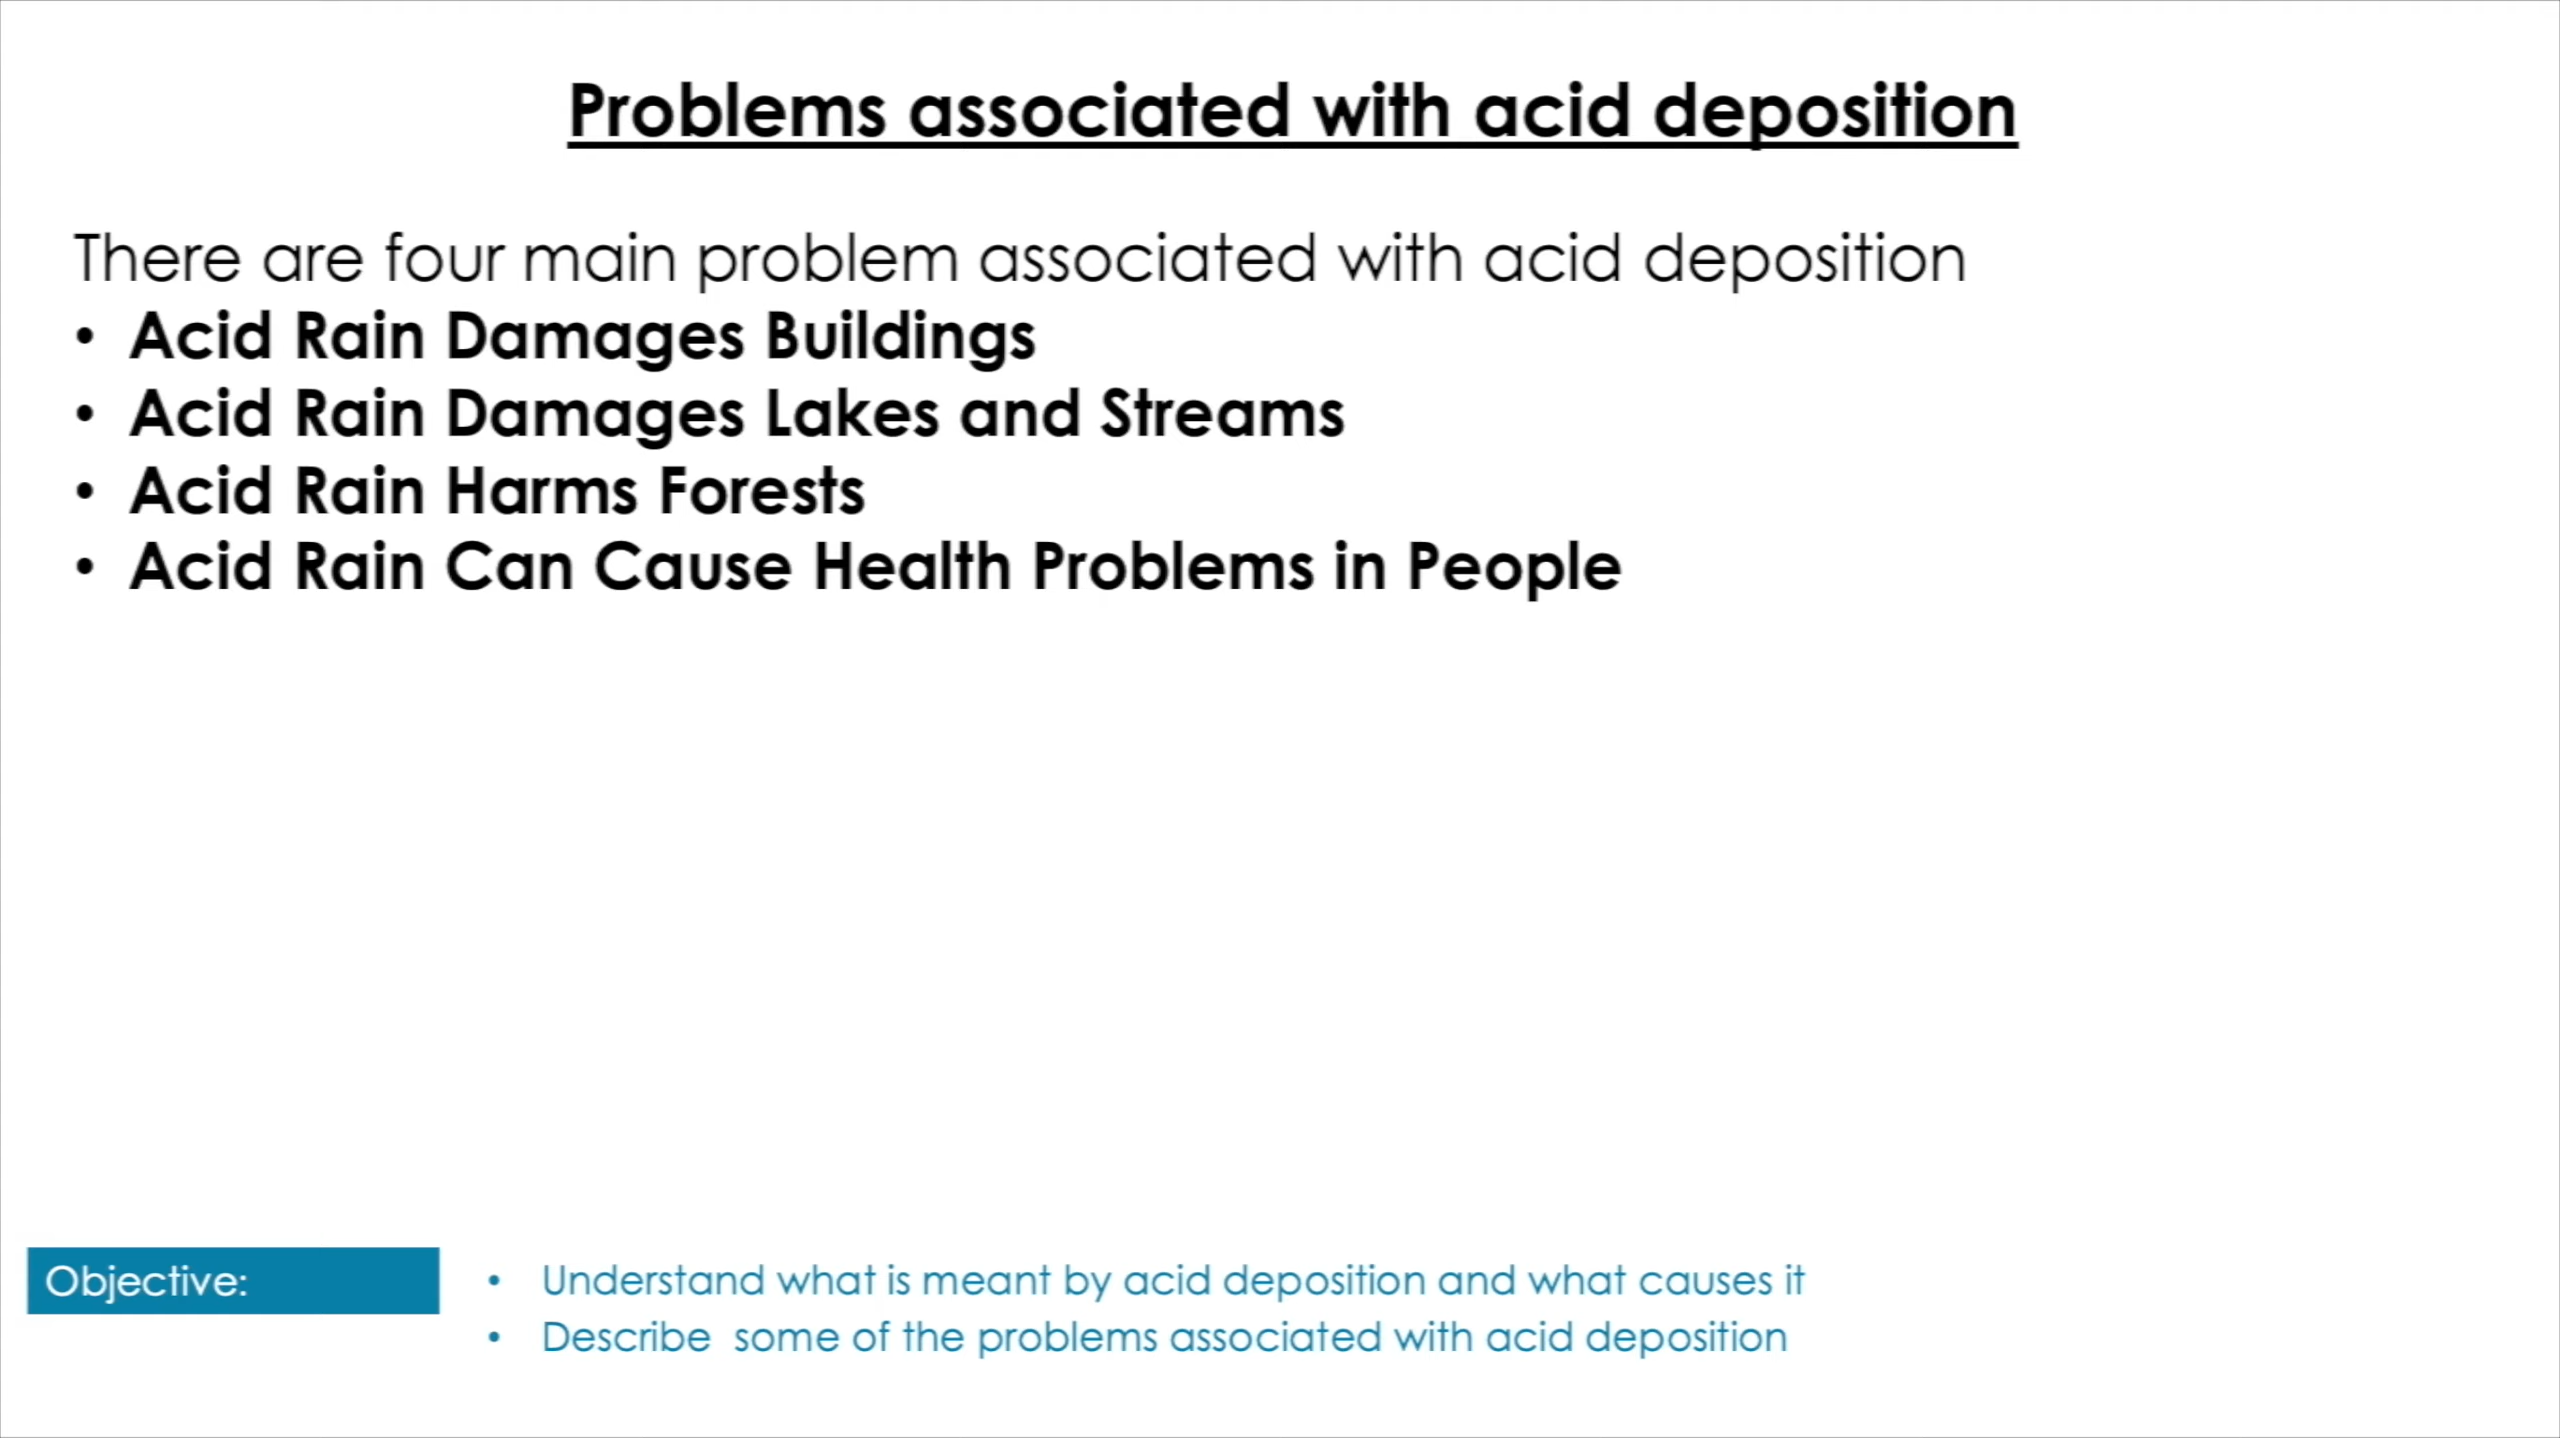 Problems associated with acid deposition
There are four main problem associated with acid deposition
• Acid Rain Damages Buildings
• Acid Rain Damages Lakes and Streams
• Acid Rain Harms Forests
• Acid Rain Can Cause Health Problems in People
Objective:
• Understand what is meant by acid deposition and what causes it
• Describe  some of the problems associated with acid deposition